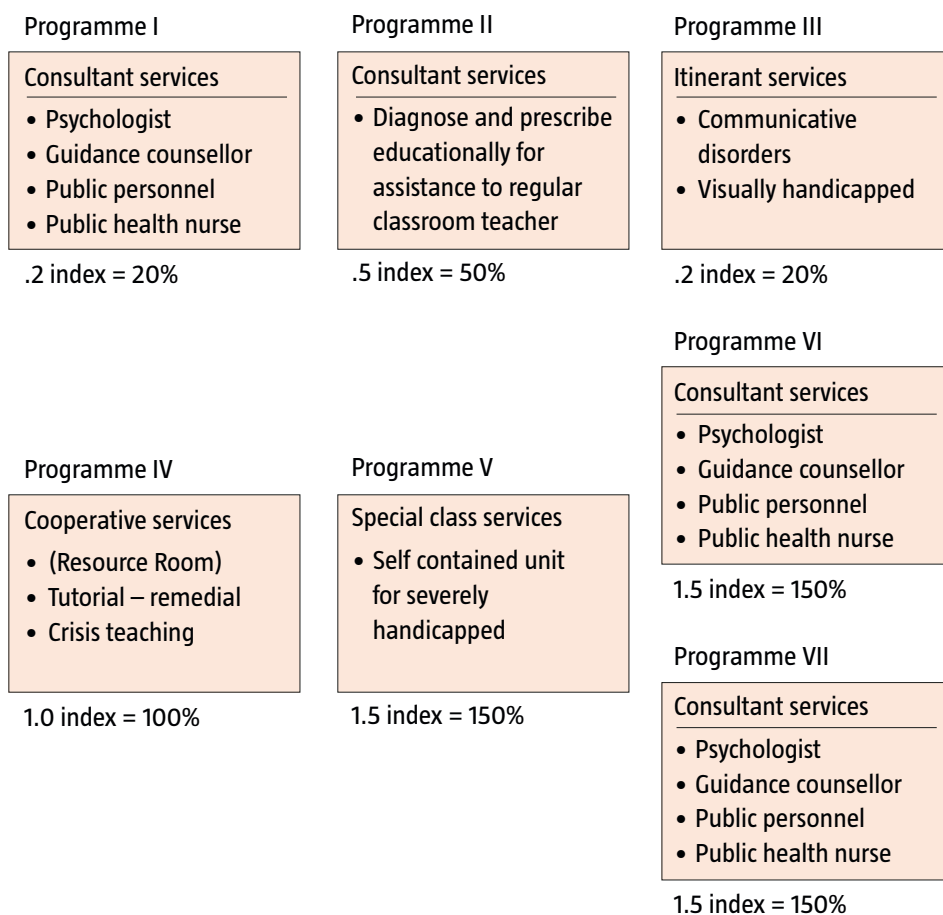 Programme I
Consultant services
• Psychologist
• Guidance counsellor
• Public personnel
• Public health nurse
.2 index = 20%
Programme II
Consultant services
• Diagnose and prescribe
educationally for
assistance to regular
classroom teacher
.5 index = 50%
Programme III
Itinerant services
• Communicative
disorders
• Visually handicapped
.2 index = 20%
Programme IV
Cooperative services
• (Resource Room)
• Tutorial – remedial
• Crisis teaching
1.0 index = 100%
Programme V
Special class services
• Self contained unit
for severely
handicapped
1.5 index = 150%
Programme VI
Consultant services
• Psychologist
• Guidance counsellor
• Public personnel
• Public health nurse
1.5 index = 150%
Programme VII
Consultant services
• Psychologist
• Guidance counsellor
• Public personnel
• Public health nurse
1.5 index = 150%